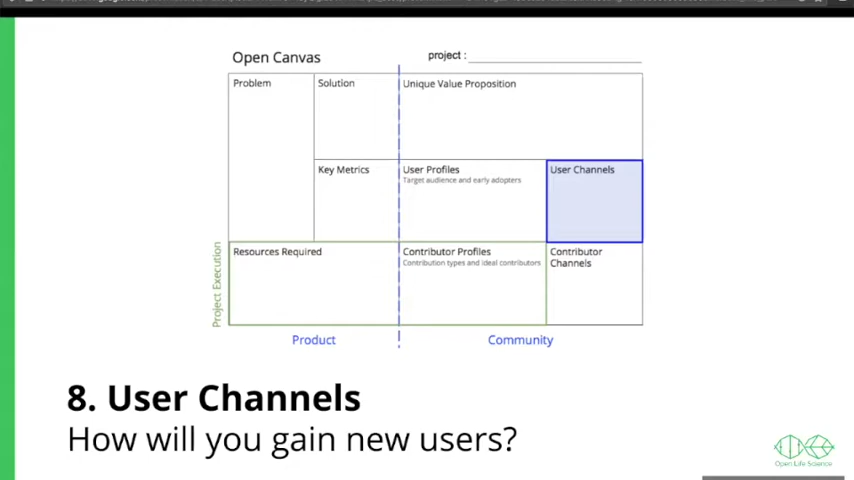 Open Canvas
project :
Problem
Solution
Unique Value Proposition
Key Metrics
User Profiles
Target audience and early adopters
User Channels
Project Execution
Resources Required
Contributor Profiles
Contribution types and ideal contributors
Contributor
Channels
Product
Community
8. User Channels
How will you gain new users?
Open Life Science